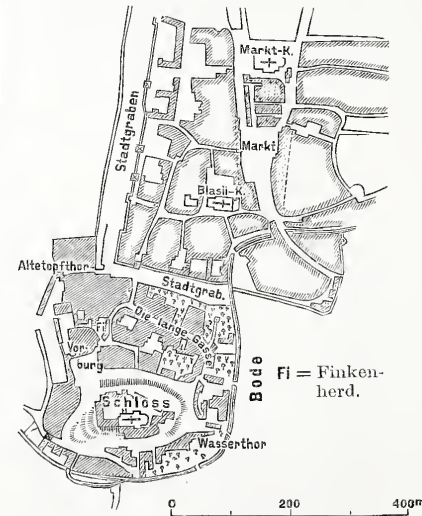 Markt-K.
Stadtgraben
Markt
Blasii-K.
Altetopfthor
Stadtgrab.
Die-lange-Gasse
Fi
Vor-
burg
Bode
Fi = Finken-
herd.
Schloss
Wasserthor
0 200 400m